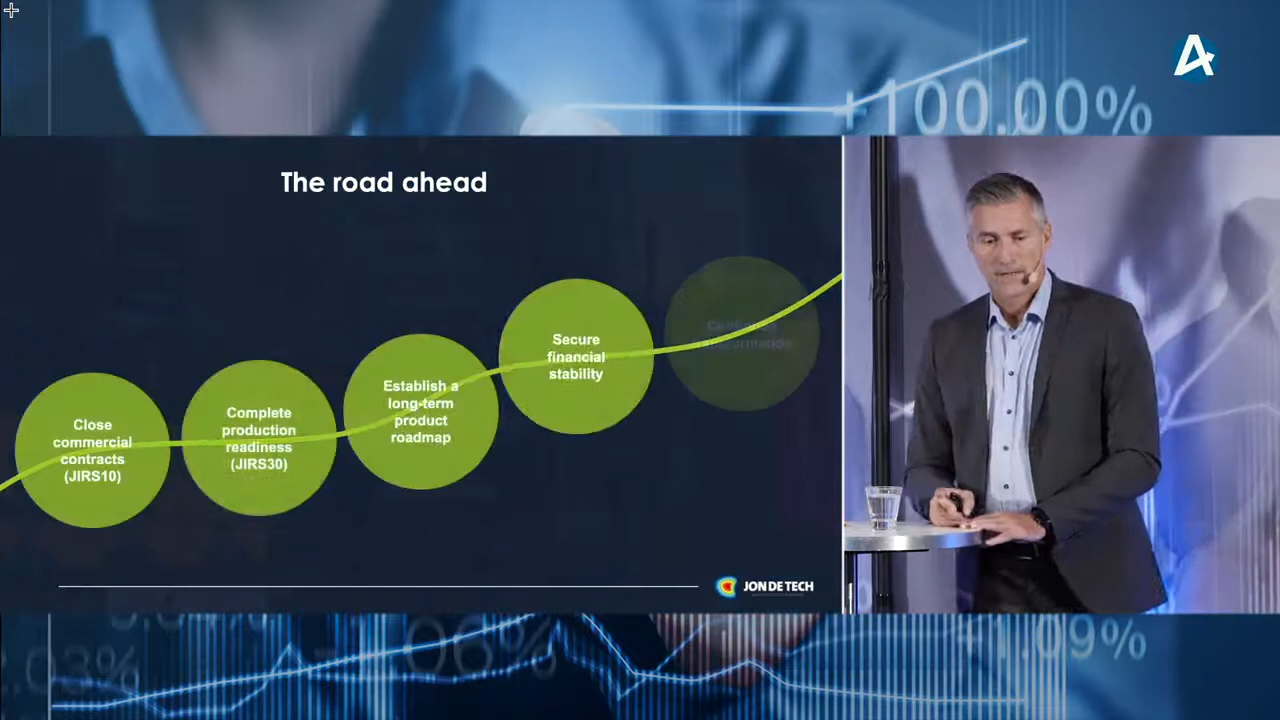 +100.00%
The road ahead
Close
commercial
contracts
(JIRS10)
Complete
production
readiness
(JIRS30)
Establish a
long-term
product
roadmap
Secure
financial
stability
JONDETECH
+1.09%